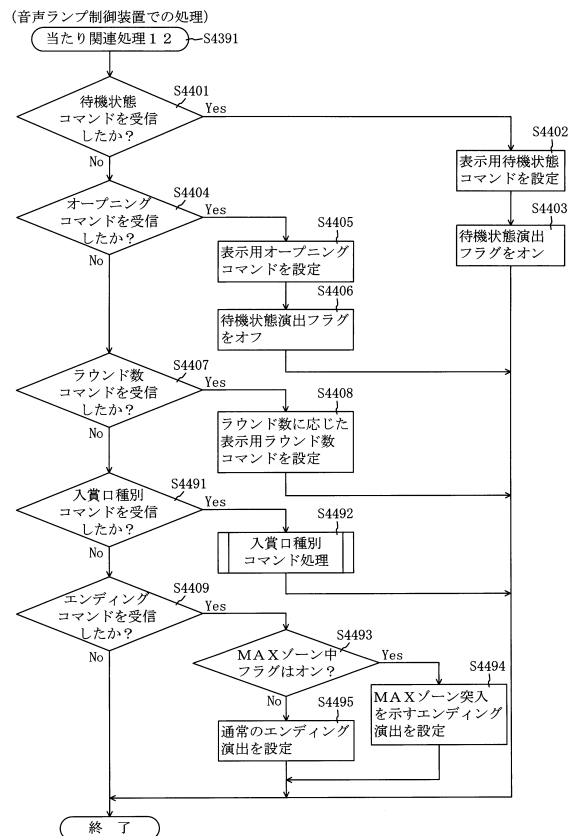 （音声ランプ制御装置での処理）
当たり関連処理１２
S4391
待機状態
コマンドを受信
したか？
S4401
Yes
No
S4402
表示用待機状態
コマンドを設定
S4403
待機状態演出
フラグをオン
オープニング
コマンドを受信
したか？
S4404
Yes
No
S4405
表示用オープニング
コマンドを設定
S4406
待機状態演出フラグ
をオフ
ラウンド数
コマンドを受信
したか？
S4407
Yes
No
S4408
ラウンド数に応じた
表示用ラウンド数
コマンドを設定
入賞口種別
コマンドを受信
したか？
S4491
Yes
No
S4492
入賞口種別
コマンド処理
エンディング
コマンドを受信
したか？
S4409
Yes
No
S4493
ＭＡＸゾーン中
フラグはオン？
Yes
No
S4494
ＭＡＸゾーン突入
を示すエンディング
演出を設定
S4495
通常のエンディング
演出を設定
終　了